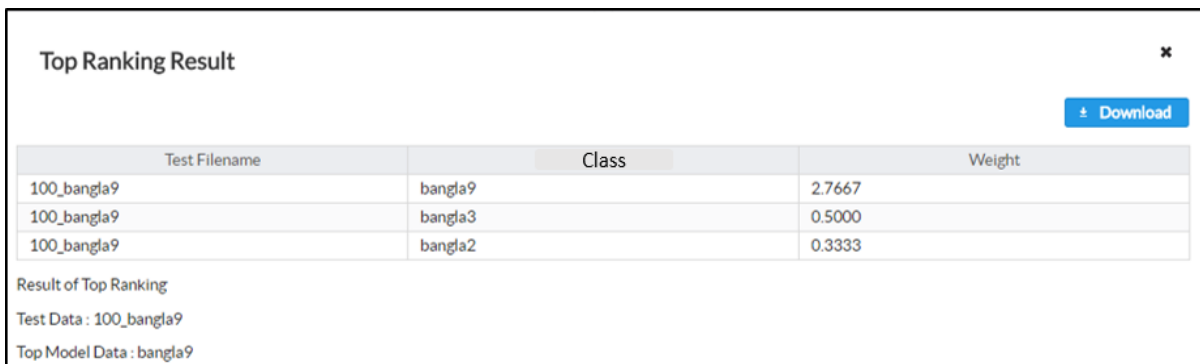 Top Ranking Result
✖
Download
Test Filename Class Weight
100_bangla9 bangla9 2.7667
100_bangla9 bangla3 0.5000
100_bangla9 bangla2 0.3333
Result of Top Ranking
Test Data : 100_bangla9
Top Model Data : bangla9